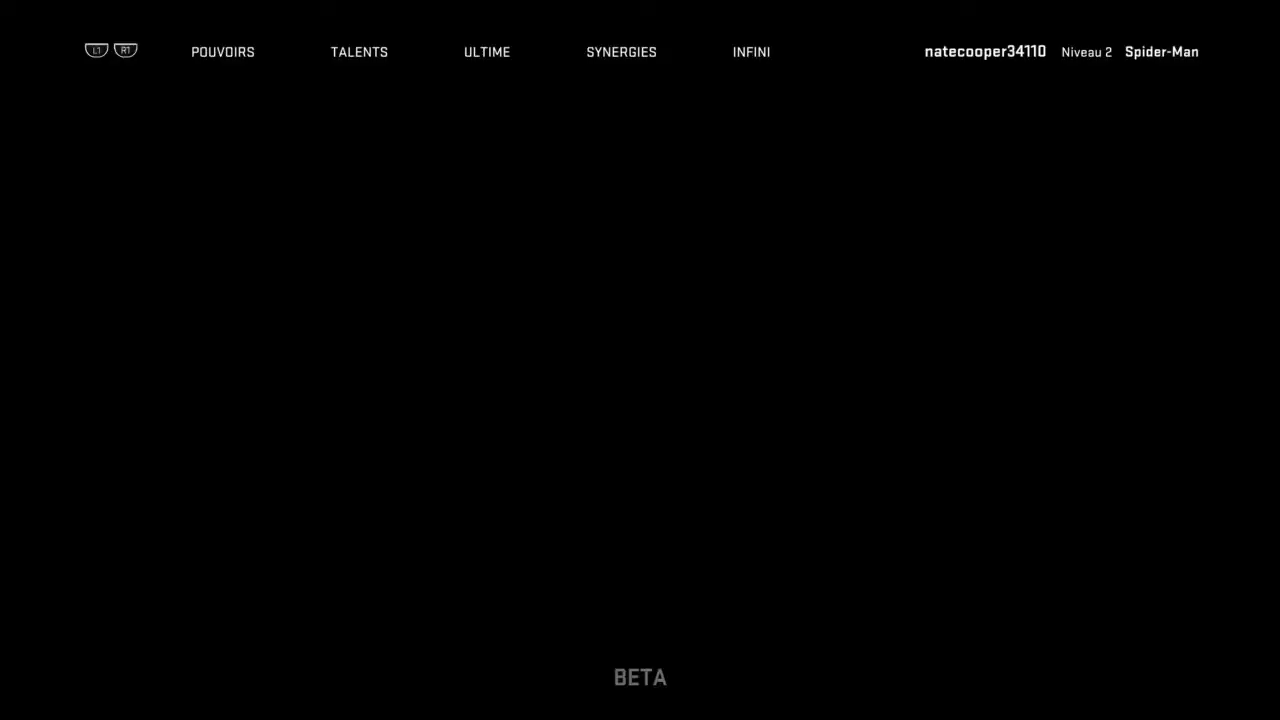 L1 R1 POUVOIRS TALENTS ULTIME SYNERGIES INFINI natecooper34110 Niveau 2 Spider-Man
BETA